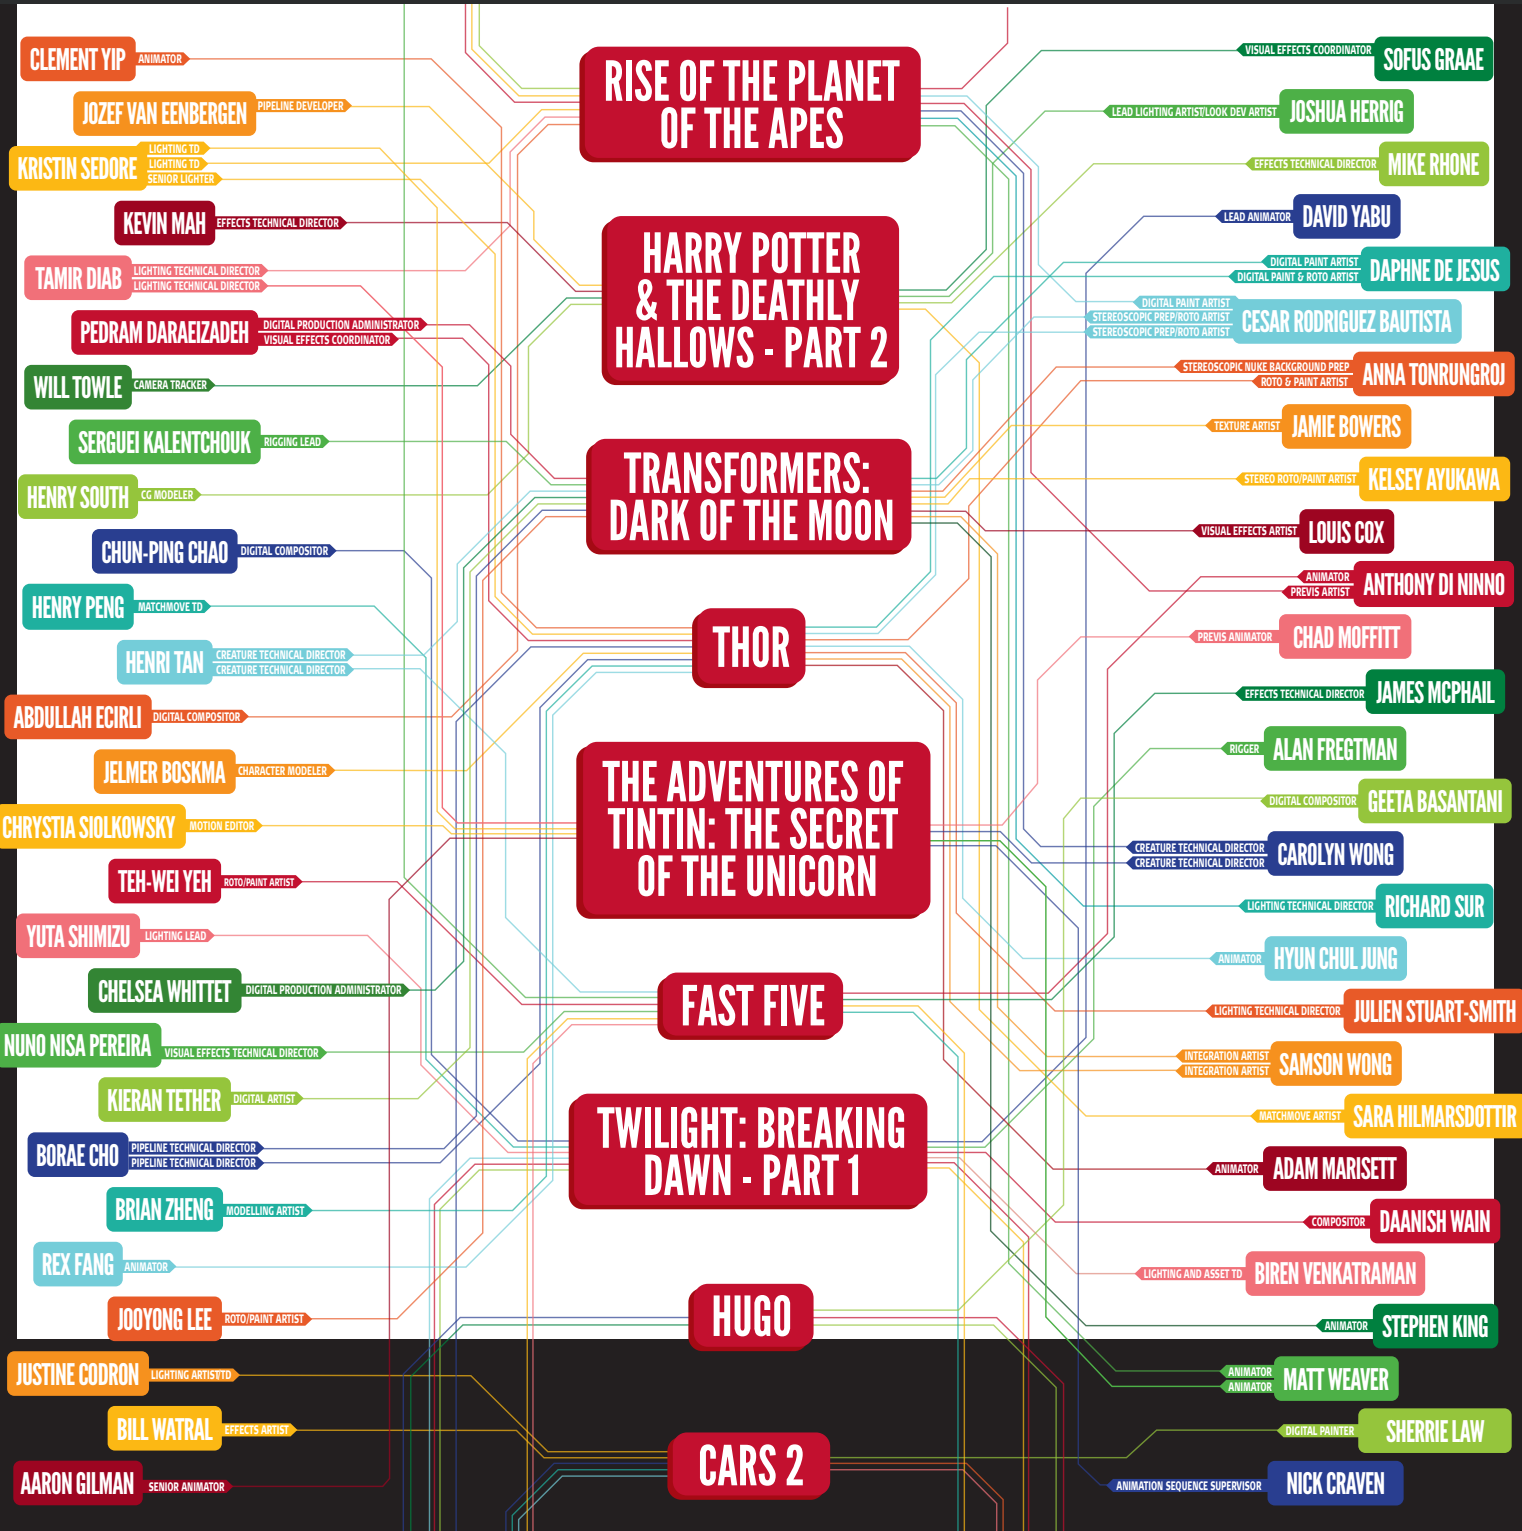 CLEMENT YIP
ANIMATOR
JOZEF VAN EENBERGEN
PIPELINE DEVELOPER
KRISTIN SEDORE
LIGHTING TD
LIGHTING TD
SENIOR LIGHTER
KEVIN MAH
EFFECTS TECHNICAL DIRECTOR
TAMIR DIAB
LIGHTING TECHNICAL DIRECTOR
LIGHTING TECHNICAL DIRECTOR
PEDRAM DARAEIZADEH
DIGITAL PRODUCTION ADMINISTRATOR
VISUAL EFFECTS COORDINATOR
WILL TOWLE
CAMERA TRACKER
SERGUEI KALENTCHOUK
RIGGING LEAD
HENRY SOUTH
CG MODELER
CHUN-PING CHAO
DIGITAL COMPOSITOR
HENRY PENG
MATCHMOVE TD
HENRI TAN
CREATURE TECHNICAL DIRECTOR
CREATURE TECHNICAL DIRECTOR
ABDULLAH ECIRLI
DIGITAL COMPOSITOR
JELMER BOSKMA
CHARACTER MODELER
CHRYSTIA SIOLKOWSKY
MOTION EDITOR
TEH-WEI YEH
ROTO/PAINT ARTIST
YUTA SHIMIZU
LIGHTING LEAD
CHELSEA WHITTET
DIGITAL PRODUCTION ADMINISTRATOR
NUNO NISA PEREIRA
VISUAL EFFECTS TECHNICAL DIRECTOR
KIERAN TETHER
DIGITAL ARTIST
BORAE CHO
PIPELINE TECHNICAL DIRECTOR
PIPELINE TECHNICAL DIRECTOR
BRIAN ZHENG
MODELLING ARTIST
REX FANG
ANIMATOR
JOOYONG LEE
ROTO/PAINT ARTIST
JUSTINE CODRON
LIGHTING ARTIST/TD
BILL WATRAL
EFFECTS ARTIST
AARON GILMAN
SENIOR ANIMATOR
RISE OF THE PLANET
OF THE APES
HARRY POTTER
& THE DEATHLY
HALLOWS - PART 2
TRANSFORMERS:
DARK OF THE MOON
THOR
THE ADVENTURES OF
TINTIN: THE SECRET
OF THE UNICORN
FAST FIVE
TWILIGHT: BREAKING
DAWN - PART 1
HUGO
CARS 2
VISUAL EFFECTS COORDINATOR
SOFUS GRAAE
LEAD LIGHTING ARTIST/LOOK DEV ARTIST
JOSHUA HERRIG
EFFECTS TECHNICAL DIRECTOR
MIKE RHONE
LEAD ANIMATOR
DAVID YABU
DIGITAL PAINT ARTIST
DIGITAL PAINT & ROTO ARTIST
DAPHNE DE JESUS
DIGITAL PAINT ARTIST
STEREOSCOPIC PREP/ROTO ARTIST
STEREOSCOPIC PREP/ROTO ARTIST
CESAR RODRIGUEZ BAUTISTA
STEREOSCOPIC NUKE BACKGROUND PREP
ROTO & PAINT ARTIST
ANNA TONRUNGROJ
TEXTURE ARTIST
JAMIE BOWERS
STEREO ROTO/PAINT ARTIST
KELSEY AYUKAWA
VISUAL EFFECTS ARTIST
LOUIS COX
ANIMATOR
PREVIS ARTIST
ANTHONY DI NINNO
PREVIS ANIMATOR
CHAD MOFFITT
EFFECTS TECHNICAL DIRECTOR
JAMES MCPHAIL
RIGGER
ALAN FREGTMAN
DIGITAL COMPOSITOR
GEETA BASANTANI
CREATURE TECHNICAL DIRECTOR
CREATURE TECHNICAL DIRECTOR
CAROLYN WONG
LIGHTING TECHNICAL DIRECTOR
RICHARD SUR
ANIMATOR
HYUN CHUL JUNG
LIGHTING TECHNICAL DIRECTOR
JULIEN STUART-SMITH
INTEGRATION ARTIST
INTEGRATION ARTIST
SAMSON WONG
MATCHMOVE ARTIST
SARA HILMARSDOTTIR
ANIMATOR
ADAM MARISETT
COMPOSITOR
DAANISH WAIN
LIGHTING AND ASSET TD
BIREN VENKATRAMAN
ANIMATOR
STEPHEN KING
ANIMATOR
ANIMATOR
MATT WEAVER
DIGITAL PAINTER
SHERRIE LAW
ANIMATION SEQUENCE SUPERVISOR
NICK CRAVEN